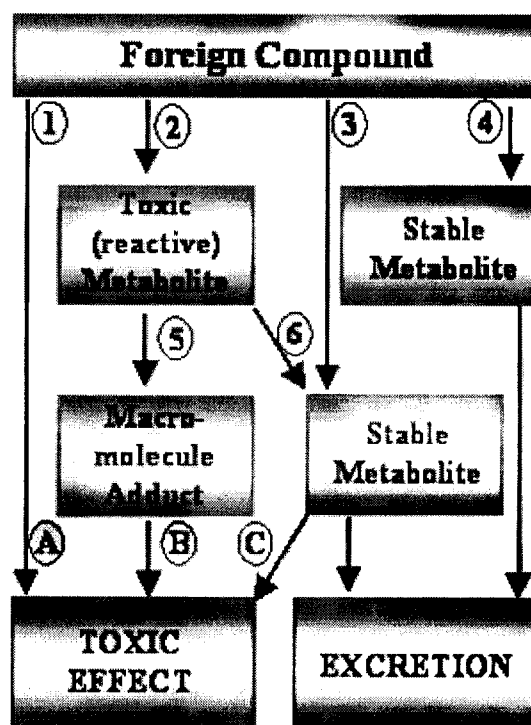 Foreign Compound
1 2 3 4
Toxic
(reactive)
Metabolite
Stable
Metabolite
5 6
Macro-
molecule
Adduct
Stable
Metabolite
A B C
TOXIC
EFFECT
EXCRETION